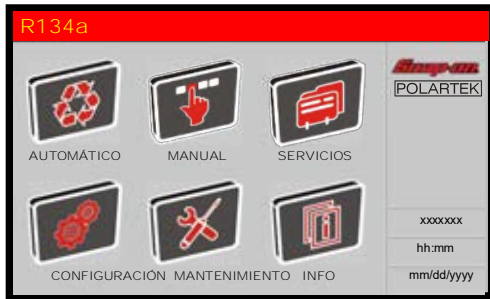 R134a
Snap-on
POLARTEK
AUTOMÁTICO MANUAL SERVICIOS
CONFIGURACIÓN MANTENIMIENTO INFO
xxxxxxx
hh:mm
mm/dd/yyyy